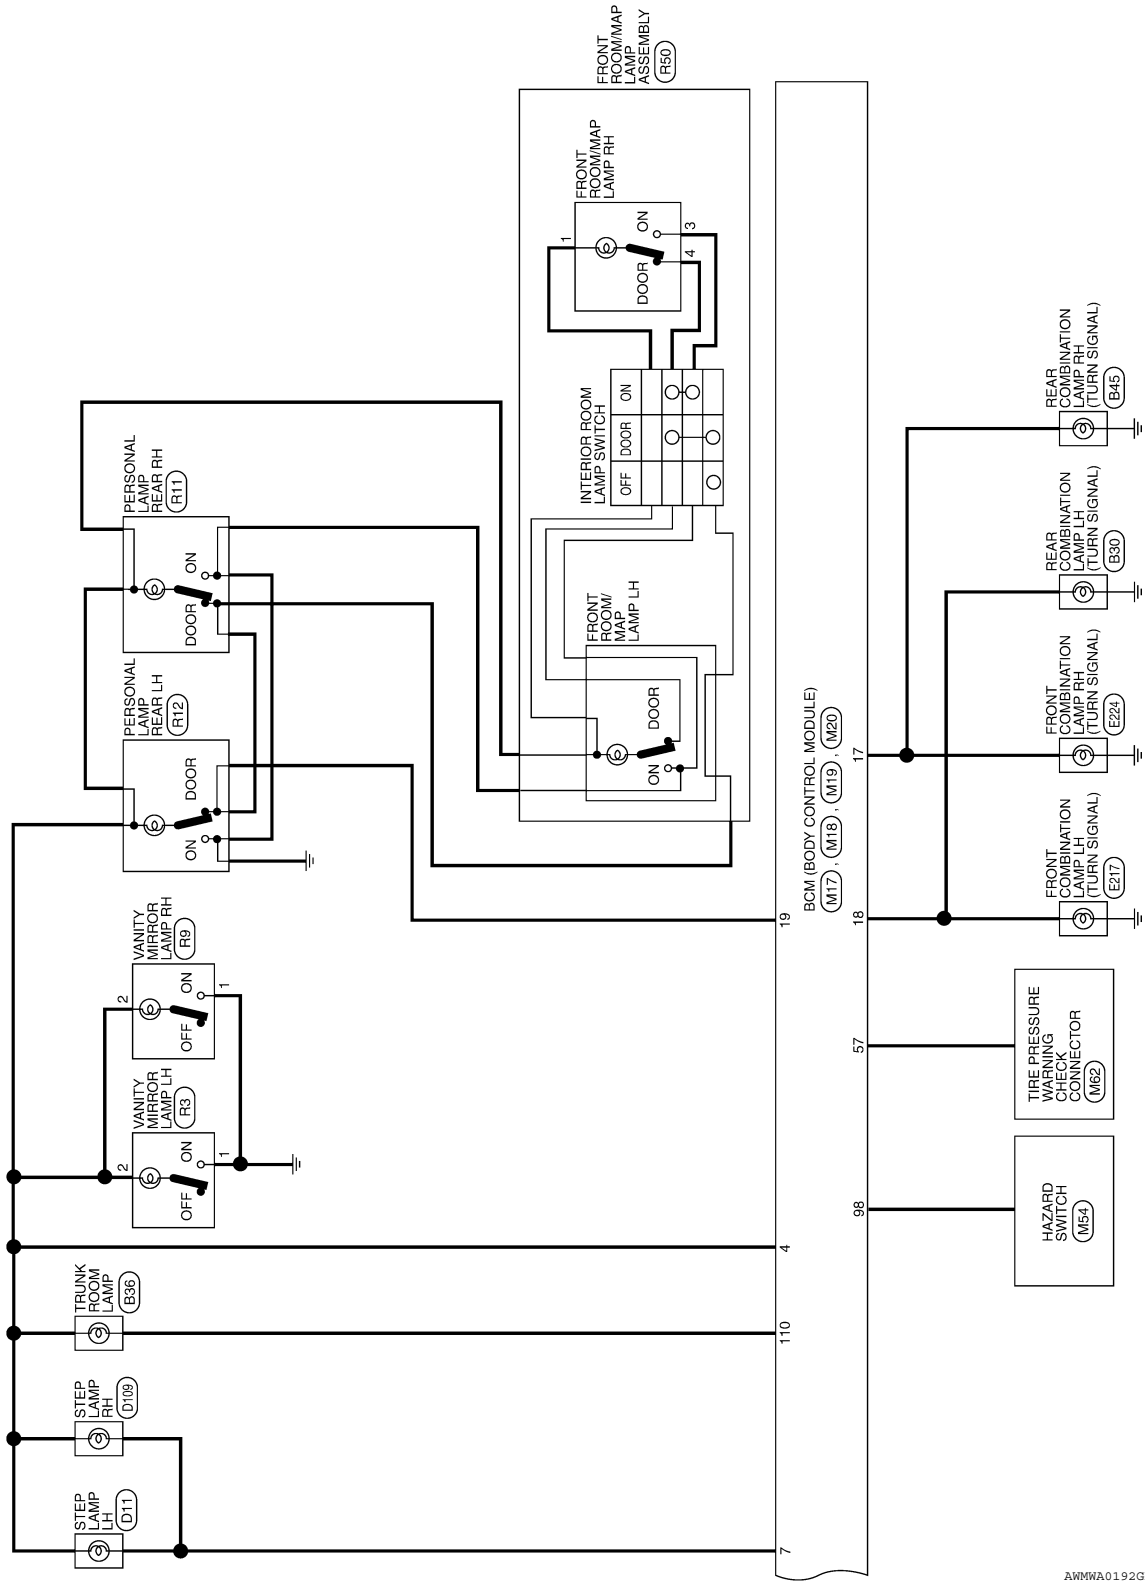 STEP
LAMP
LH
D11
STEP
LAMP
RH
D109
TRUNK
ROOM
LAMP
B36
VANITY
MIRROR
LAMP LH
R3
2
OFF
ON
1
VANITY
MIRROR
LAMP RH
R9
2
OFF
ON
1
PERSONAL
LAMP
REAR LH
R12
ON
DOOR
PERSONAL
LAMP
REAR RH
R11
DOOR
ON
FRONT
ROOM/MAP
LAMP
ASSEMBLY
R50
FRONT
ROOM/
MAP
LAMP LH
ON
DOOR
INTERIOR ROOM
LAMP SWITCH
OFF
DOOR
ON
FRONT
ROOM/MAP
LAMP RH
1
DOOR
ON
4
3
7
110
4
19
BCM (BODY CONTROL MODULE)
M17 , M18 , M19 , M20
98
57
18
17
HAZARD
SWITCH
M54
TIRE PRESSURE
WARNING
CHECK
CONNECTOR
M62
FRONT
COMBINATION
LAMP LH
(TURN SIGNAL)
E217
FRONT
COMBINATION
LAMP RH
(TURN SIGNAL)
E224
REAR
COMBINATION
LAMP LH
(TURN SIGNAL)
B30
REAR
COMBINATION
LAMP RH
(TURN SIGNAL)
B45
AWMWA0192G